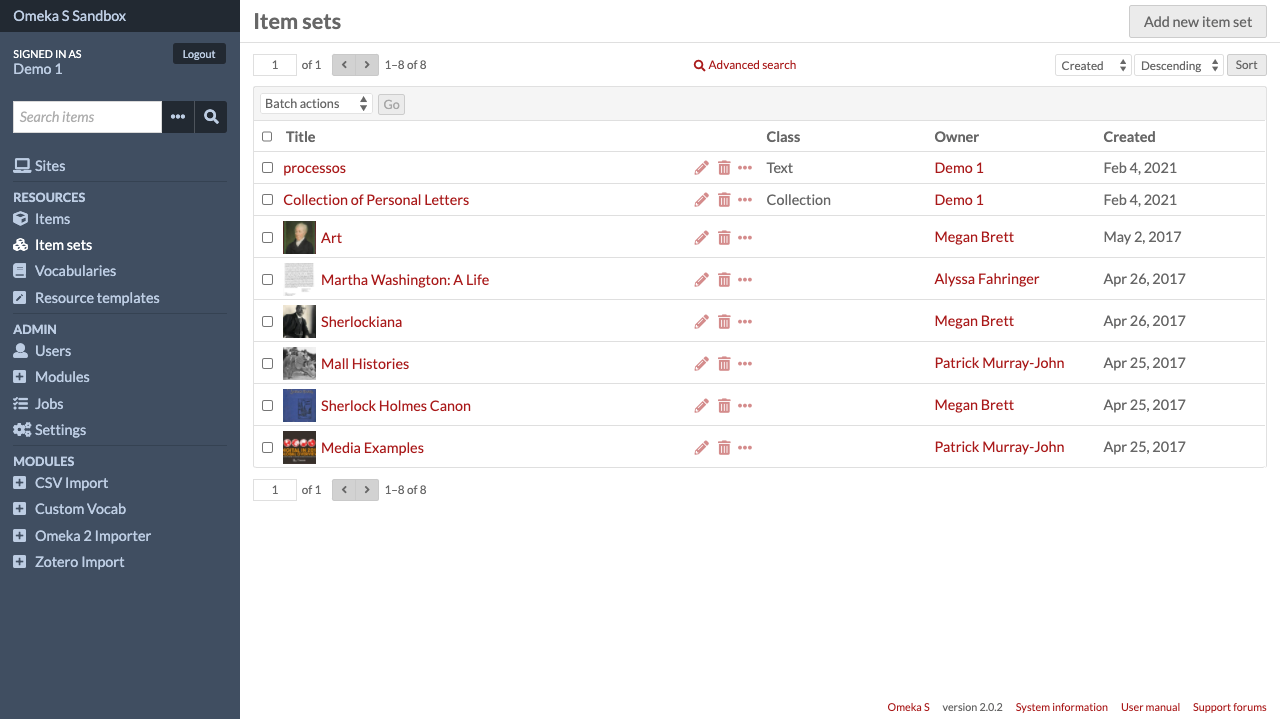 Omeka S Sandbox
SIGNED IN AS
Demo 1
Logout
Search items
Sites
RESOURCES
Items
Item sets
Vocabularies
Resource templates
ADMIN
Users
Modules
Jobs
Settings
MODULES
CSV Import
Custom Vocab
Omeka 2 Importer
Zotero Import
Item sets
Add new item set
1 of 1 1–8 of 8
Advanced search
Created Descending Sort
Batch actions Go
Title Class Owner Created
processos Text Demo 1 Feb 4, 2021
Collection of Personal Letters Collection Demo 1 Feb 4, 2021
Art Megan Brett May 2, 2017
Martha Washington: A Life Alyssa Fahringer Apr 26, 2017
Sherlockiana Megan Brett Apr 26, 2017
Mall Histories Patrick Murray-John Apr 25, 2017
Sherlock Holmes Canon Megan Brett Apr 25, 2017
Media Examples Patrick Murray-John Apr 25, 2017
1 of 1 1–8 of 8
Omeka S version 2.0.2 System information User manual Support forums